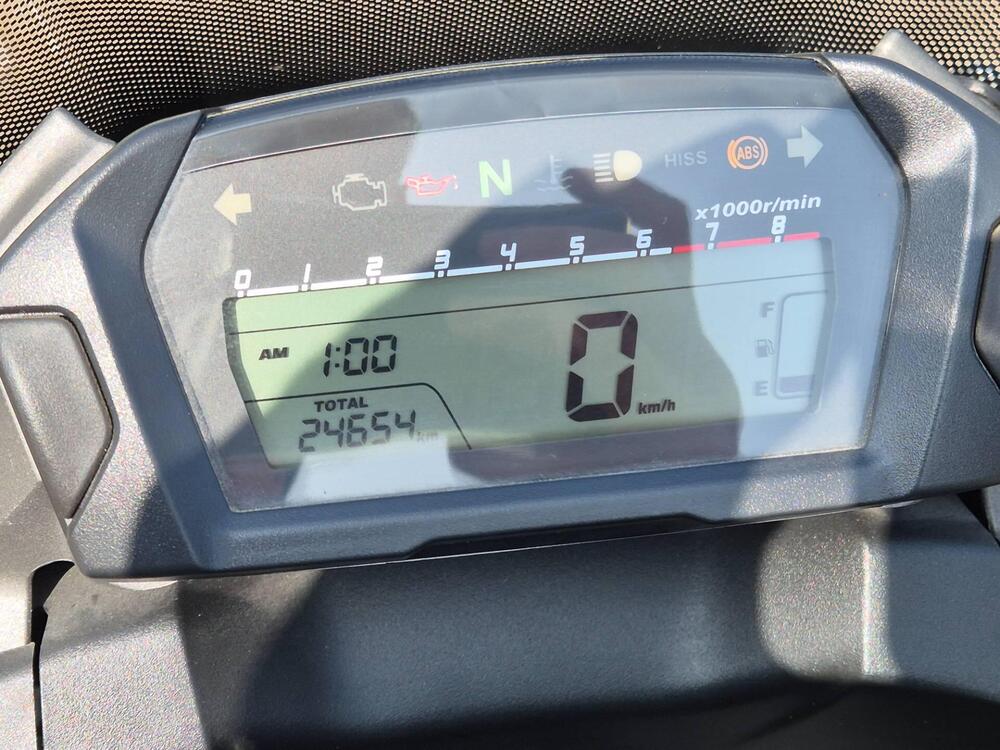 N HISS ABS
x1000r/min
0 1 2 3 4 5 6 7 8
AM 1:00
0 km/h
F
E
TOTAL
24654 km